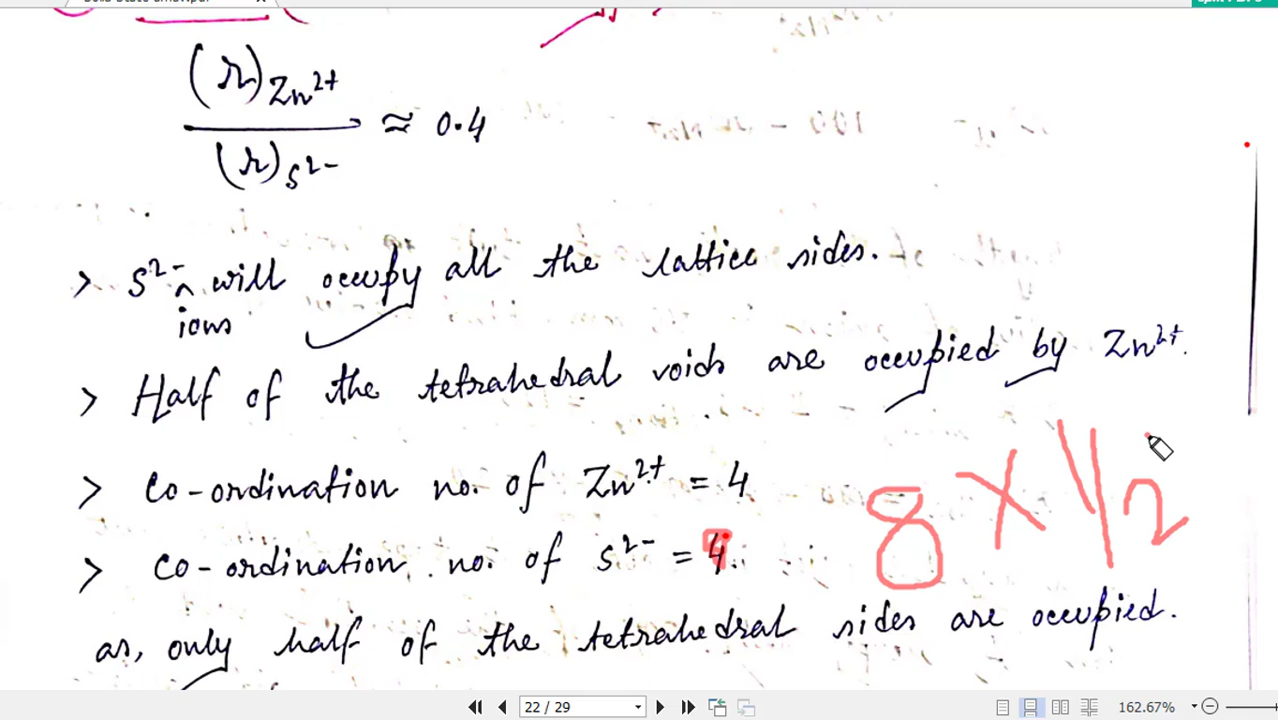 (r)Zn²⁺
(r)S²⁻
≈ 0.4
> S²⁻ ions will occupy all the lattice sides.
> Half of the tetrahedral voids are occupied by Zn²⁺.
> Co-ordination no. of Zn²⁺ = 4
> Co-ordination no. of S²⁻ = 4.
8 X 1/2
as, only half of the tetrahedral sides are occupied.
22 / 29
162.67%